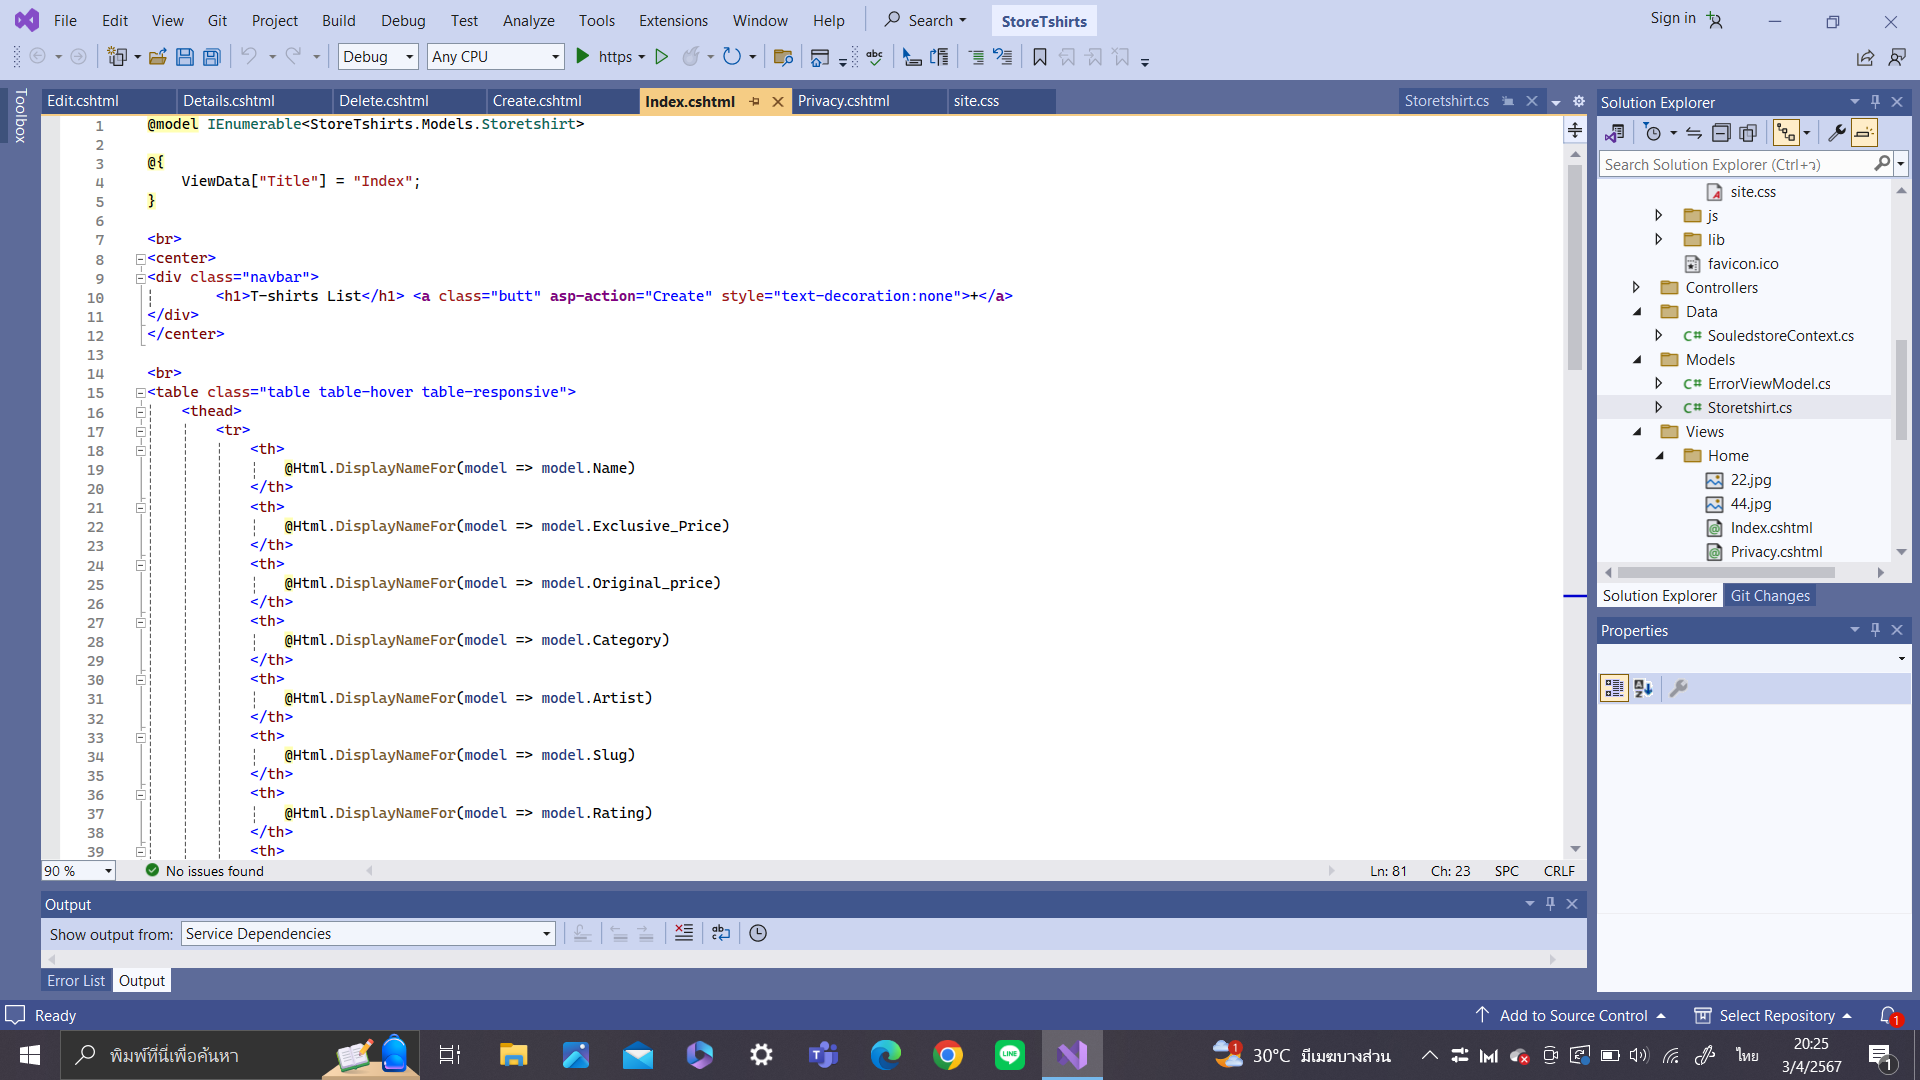 File Edit View Git Project Build Debug Test Analyze Tools Extensions Window Help Search StoreTshirts Sign in
Debug Any CPU https
Toolbox
Edit.cshtml Details.cshtml Delete.cshtml Create.cshtml Index.cshtml Privacy.cshtml site.css Storetshirt.cs
1 @model IEnumerable<StoreTshirts.Models.Storetshirt>
2
3 @{
4 ViewData["Title"] = "Index";
5 }
6
7 <br>
8 <center>
9 <div class="navbar">
10 <h1>T-shirts List</h1> <a class="butt" asp-action="Create" style="text-decoration:none">+</a>
11 </div>
12 </center>
13
14 <br>
15 <table class="table table-hover table-responsive">
16 <thead>
17 <tr>
18 <th>
19 @Html.DisplayNameFor(model => model.Name)
20 </th>
21 <th>
22 @Html.DisplayNameFor(model => model.Exclusive_Price)
23 </th>
24 <th>
25 @Html.DisplayNameFor(model => model.Original_price)
26 </th>
27 <th>
28 @Html.DisplayNameFor(model => model.Category)
29 </th>
30 <th>
31 @Html.DisplayNameFor(model => model.Artist)
32 </th>
33 <th>
34 @Html.DisplayNameFor(model => model.Slug)
35 </th>
36 <th>
37 @Html.DisplayNameFor(model => model.Rating)
38 </th>
39 <th>
90 % No issues found Ln: 81 Ch: 23 SPC CRLF
Output
Show output from: Service Dependencies
Error List Output
Solution Explorer
Search Solution Explorer (Ctrl+ว)
site.css
js
lib
favicon.ico
Controllers
Data
C# SouledstoreContext.cs
Models
C# ErrorViewModel.cs
C# Storetshirt.cs
Views
Home
22.jpg
44.jpg
Index.cshtml
Privacy.cshtml
Solution Explorer Git Changes
Properties
Ready Add to Source Control Select Repository 1
พิมพ์ที่นี่เพื่อค้นหา LINE 1 30°C มีเมฆบางส่วน ไทย 20:25
3/4/2567 1